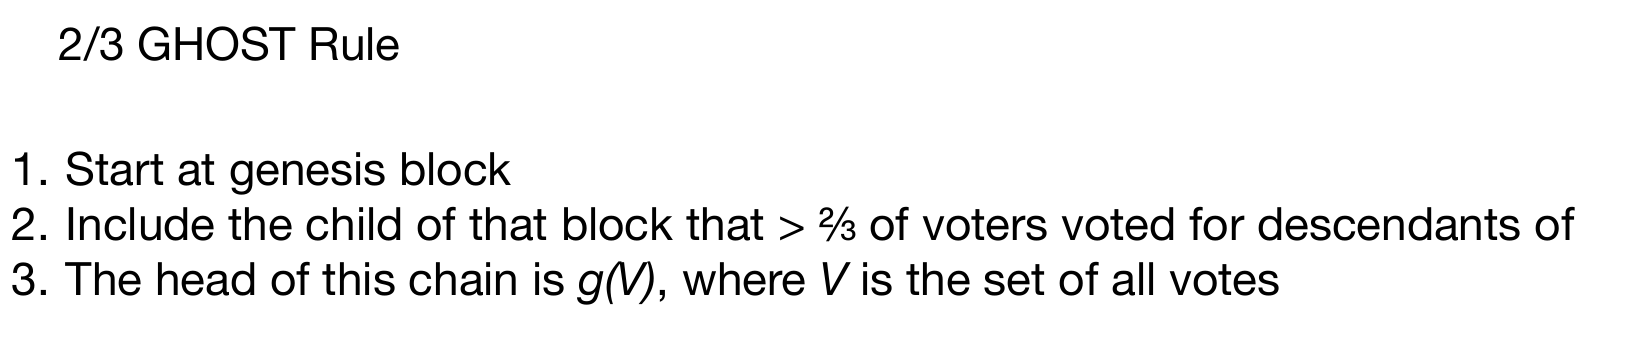 2/3 GHOST Rule
1. Start at genesis block
2. Include the child of that block that > ⅔ of voters voted for descendants of
3. The head of this chain is g(V), where V is the set of all votes